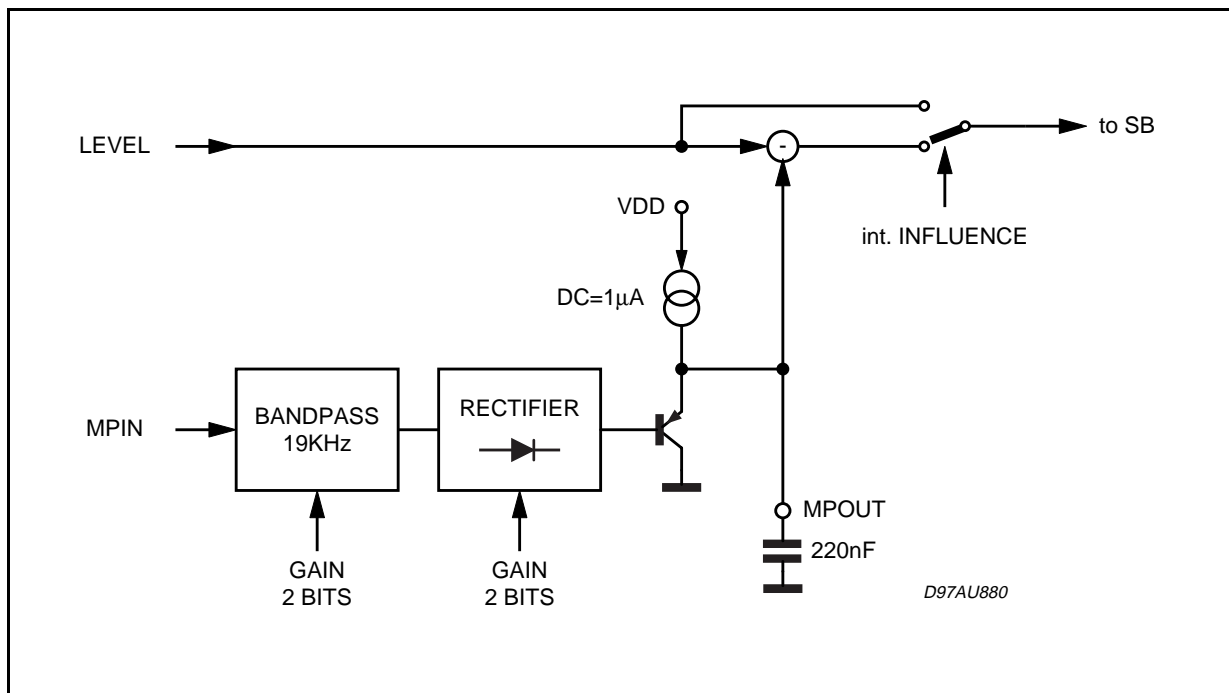 LEVEL
-
to SB
VDD
int. INFLUENCE
DC=1μA
MPIN
BANDPASS
19KHz
RECTIFIER
MPOUT
220nF
GAIN
2 BITS
GAIN
2 BITS
D97AU880